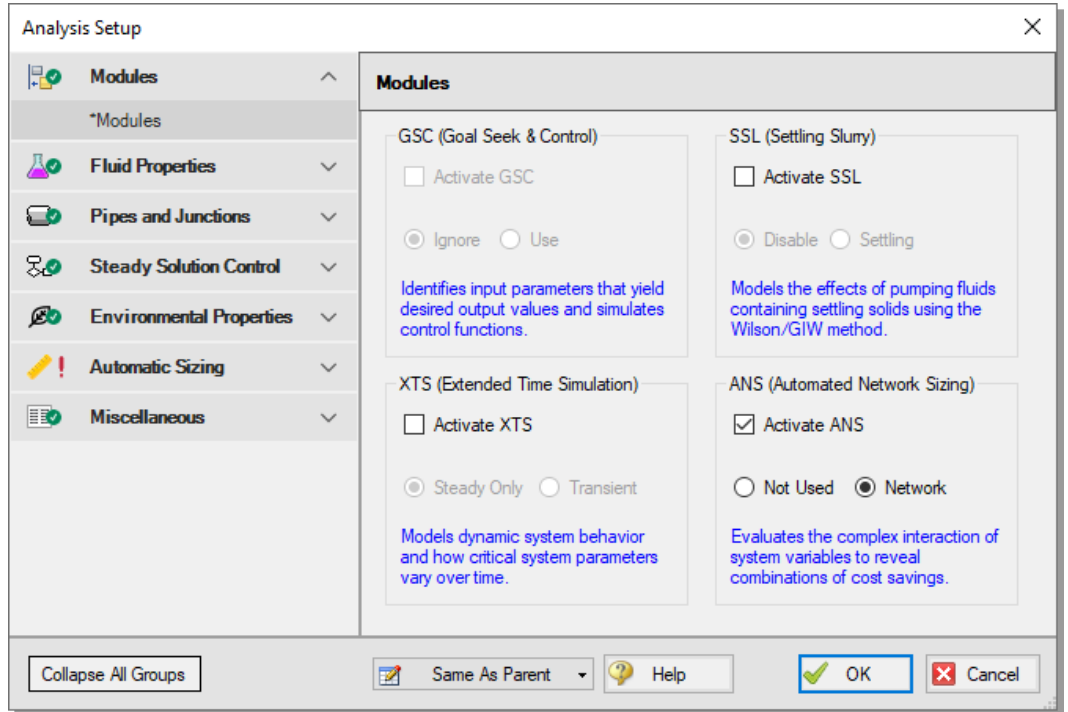 Analysis Setup
Modules
*Modules
Fluid Properties
Pipes and Junctions
Steady Solution Control
Environmental Properties
Automatic Sizing
Miscellaneous
Modules
GSC (Goal Seek & Control)
Activate GSC
Ignore Use
Identifies input parameters that yield
desired output values and simulates
control functions.
SSL (Settling Slurry)
Activate SSL
Disable Settling
Models the effects of pumping fluids
containing settling solids using the
Wilson/GIW method.
XTS (Extended Time Simulation)
Activate XTS
Steady Only Transient
Models dynamic system behavior
and how critical system parameters
vary over time.
ANS (Automated Network Sizing)
Activate ANS
Not Used Network
Evaluates the complex interaction of
system variables to reveal
combinations of cost savings.
Collapse All Groups
Same As Parent
Help
OK
Cancel